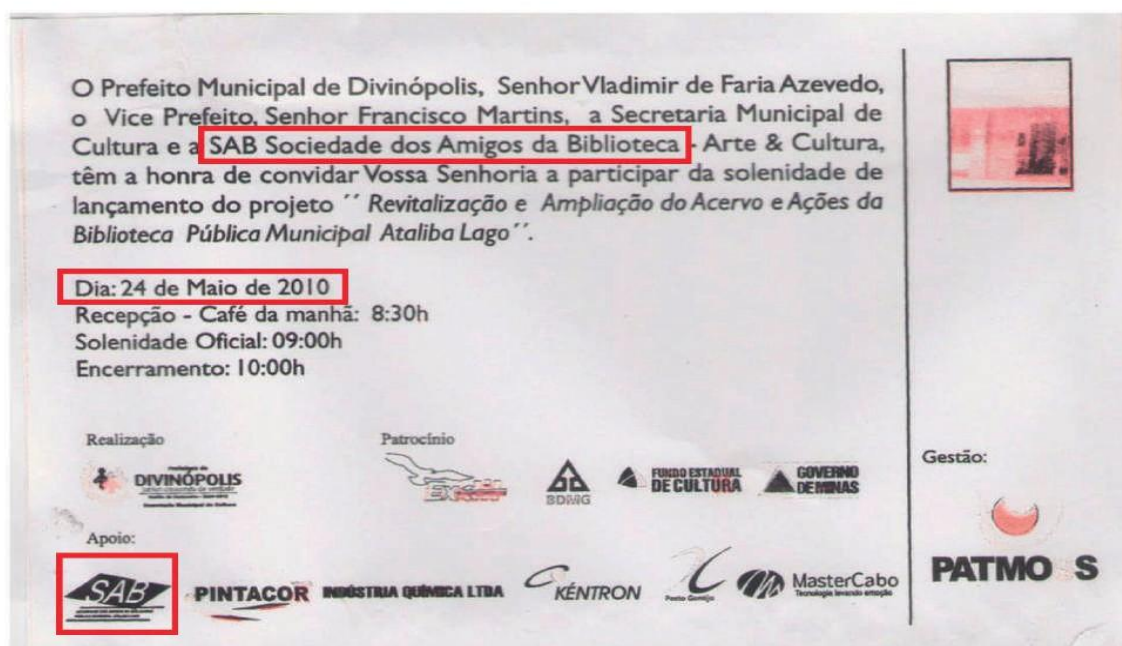 O Prefeito Municipal de Divinópolis, Senhor Vladimir de Faria Azevedo,
o Vice Prefeito, Senhor Francisco Martins, a Secretaria Municipal de
Cultura e a SAB Sociedade dos Amigos da Biblioteca - Arte & Cultura,
têm a honra de convidar Vossa Senhoria a participar da solenidade de
lançamento do projeto ´´ Revitalização e Ampliação do Acervo e Ações da
Biblioteca Pública Municipal Ataliba Lago´´.
Dia: 24 de Maio de 2010
Recepção - Café da manhã: 8:30h
Solenidade Oficial: 09:00h
Encerramento: 10:00h
Realização
Patrocínio
Prefeitura de
DIVINÓPOLIS
BDMG
FUNDO ESTADUAL
DE CULTURA
GOVERNO
DE MINAS
Gestão:
PATMO S
Apoio:
SAB
PINTACOR INDÚSTRIA QUÍMICA LTDA
KÉNTRON
MasterCabo
Tecnologia levando emoção